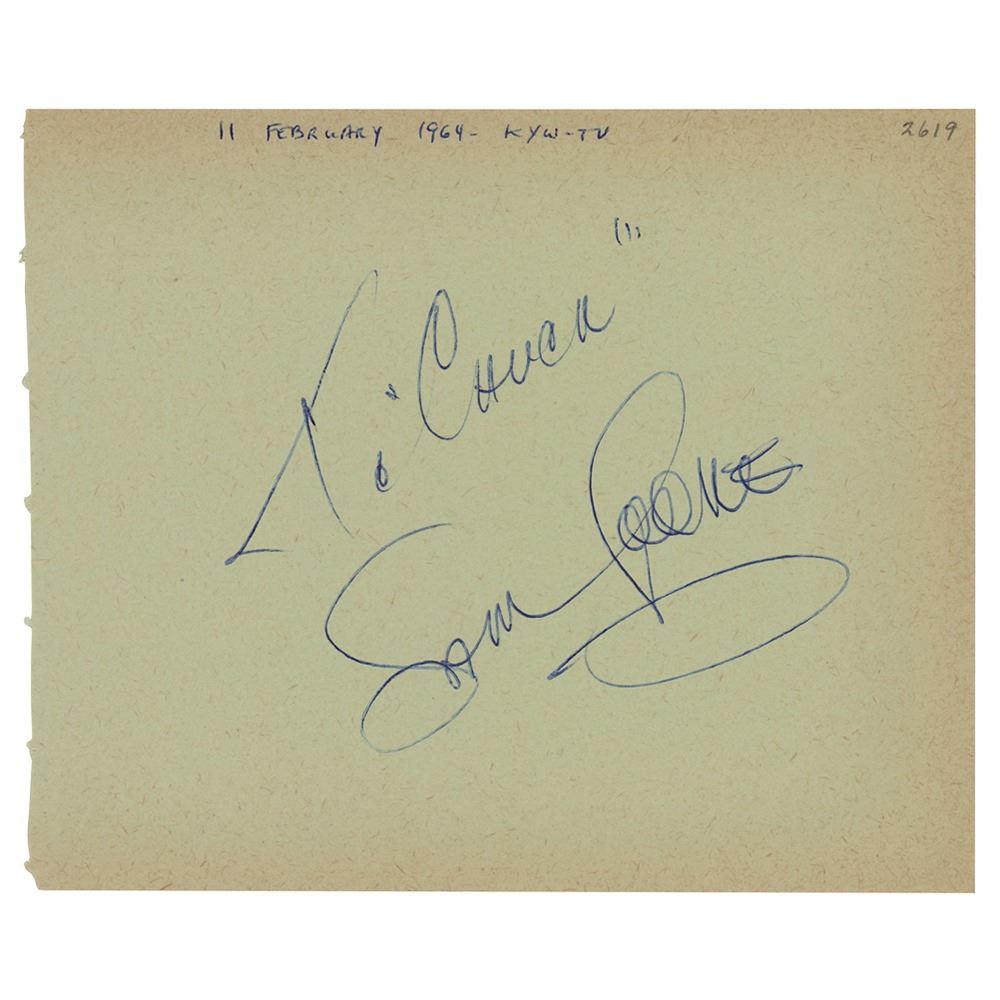 11 FEBRUARY 1964- KYW-TV
2619
To "Chuck"
Sam Cooke